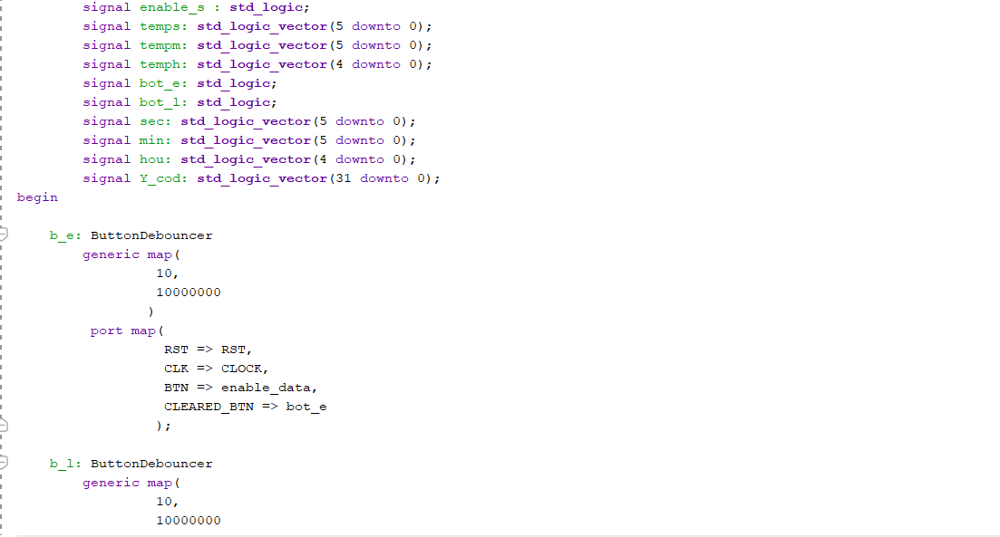 signal enable_s : std_logic;
signal temps: std_logic_vector(5 downto 0);
signal tempm: std_logic_vector(5 downto 0);
signal temph: std_logic_vector(4 downto 0);
signal bot_e: std_logic;
signal bot_l: std_logic;
signal sec: std_logic_vector(5 downto 0);
signal min: std_logic_vector(5 downto 0);
signal hou: std_logic_vector(4 downto 0);
signal Y_cod: std_logic_vector(31 downto 0);
begin
b_e: ButtonDebouncer
generic map(
10,
10000000
)
port map(
RST => RST,
CLK => CLOCK,
BTN => enable_data,
CLEARED_BTN => bot_e
);
b_l: ButtonDebouncer
generic map(
10,
10000000